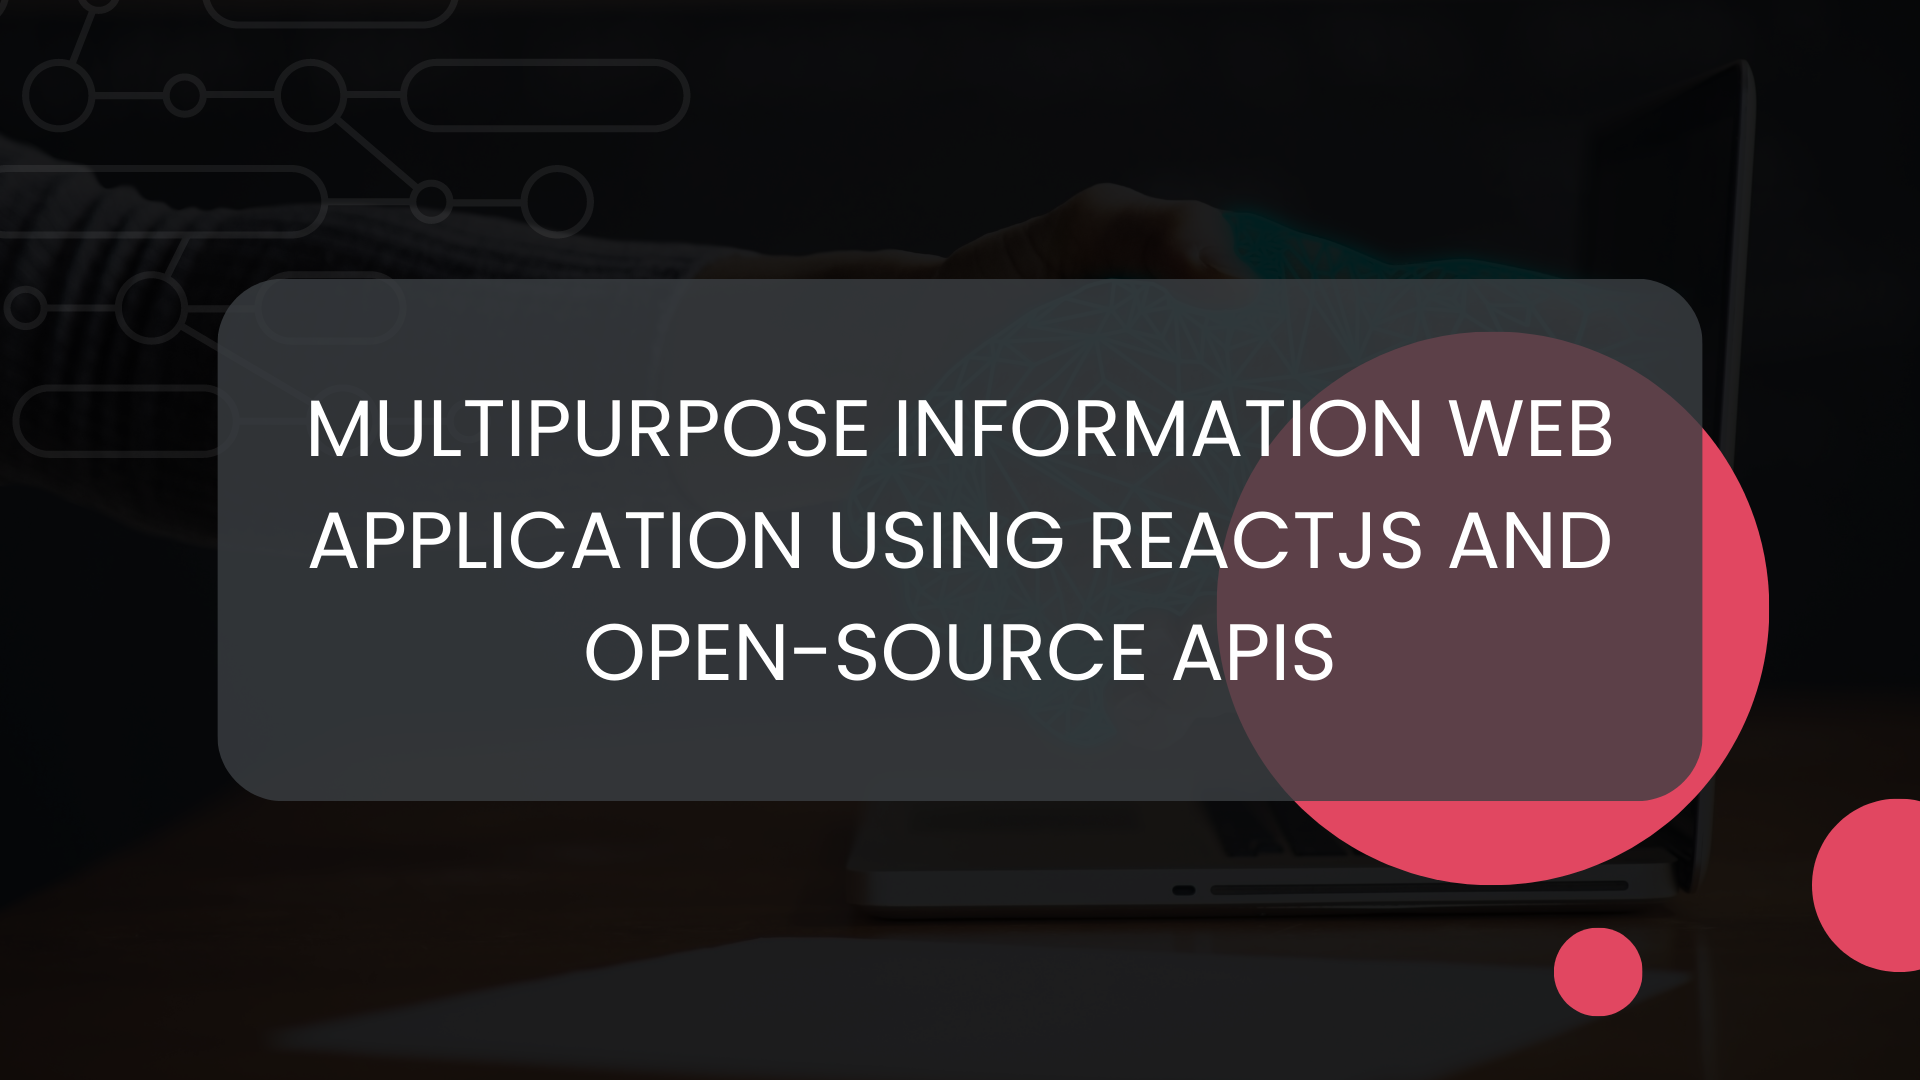 MULTIPURPOSE INFORMATION WEB
APPLICATION USING REACTJS AND
OPEN-SOURCE APIS